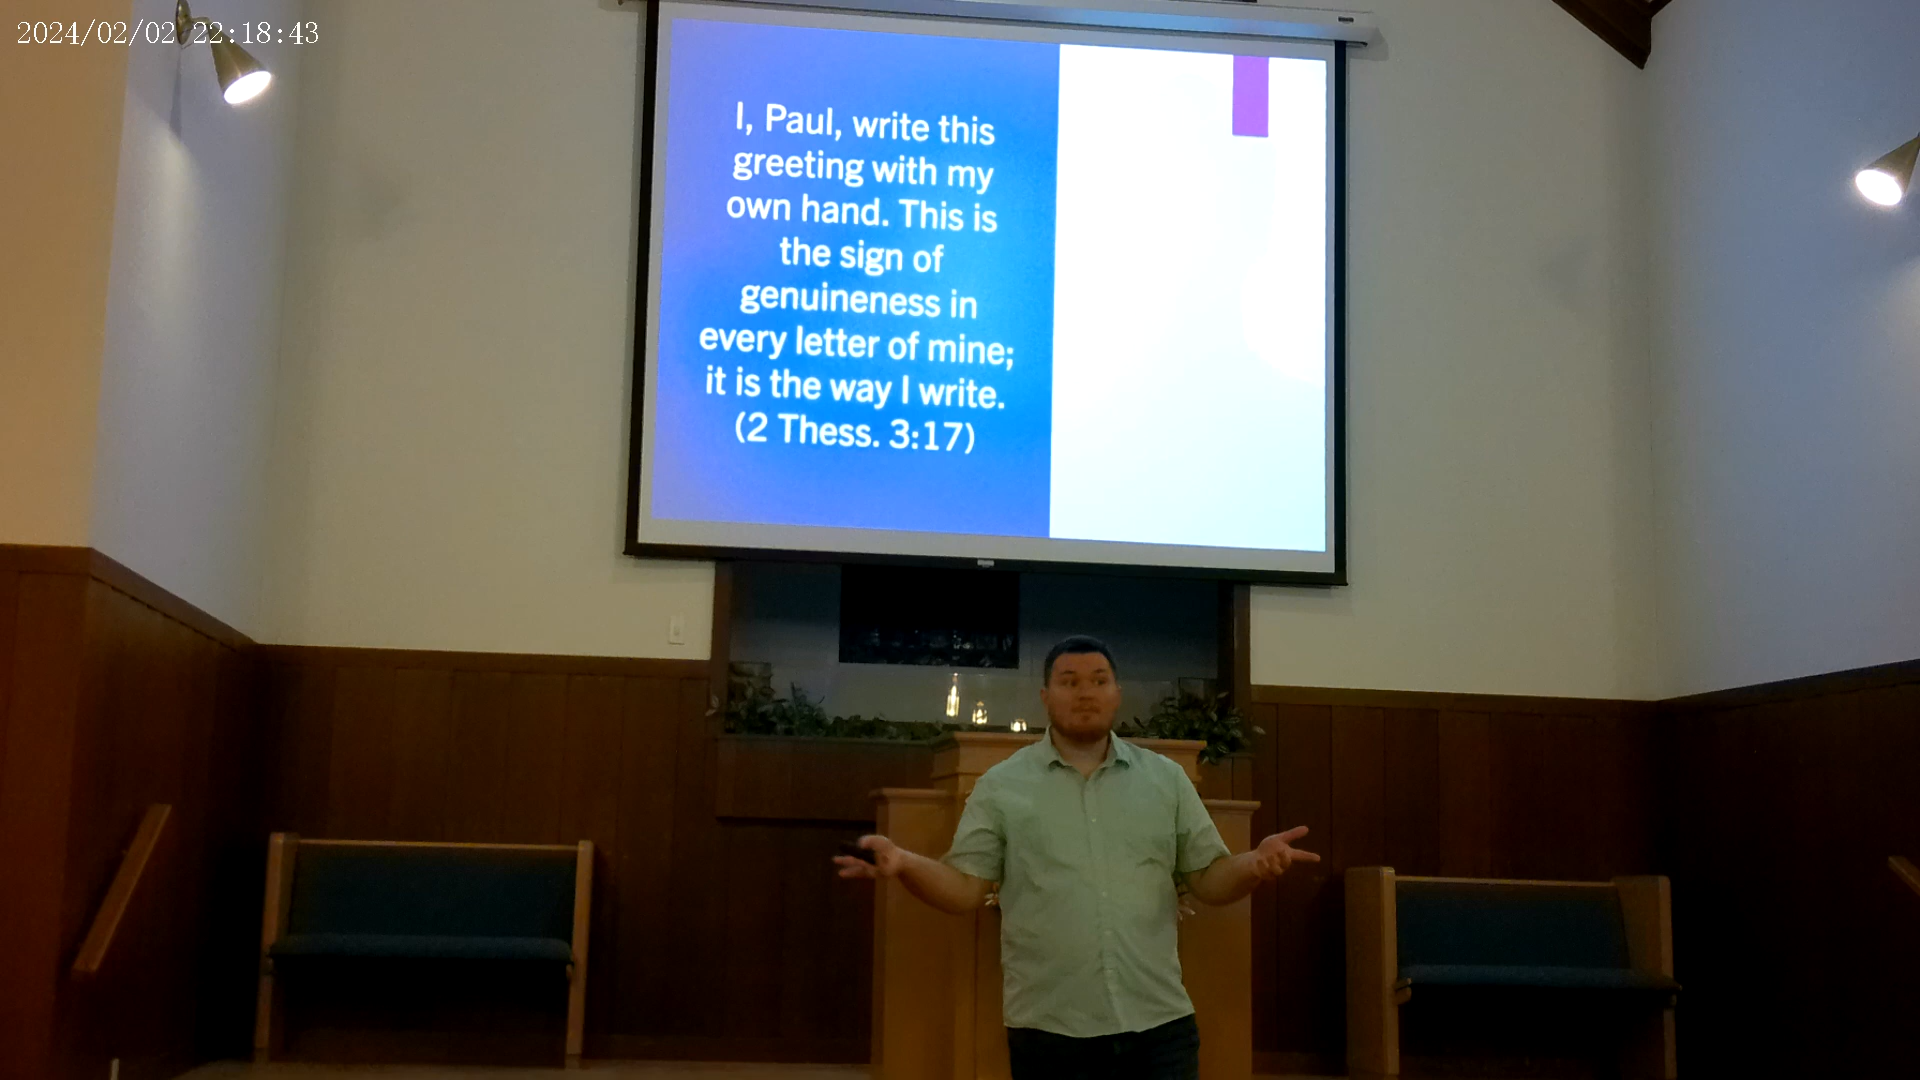 2024/02/02 22:18:43
I, Paul, write this
greeting with my
own hand. This is
the sign of
genuineness in
every letter of mine;
it is the way I write.
(2 Thess. 3:17)